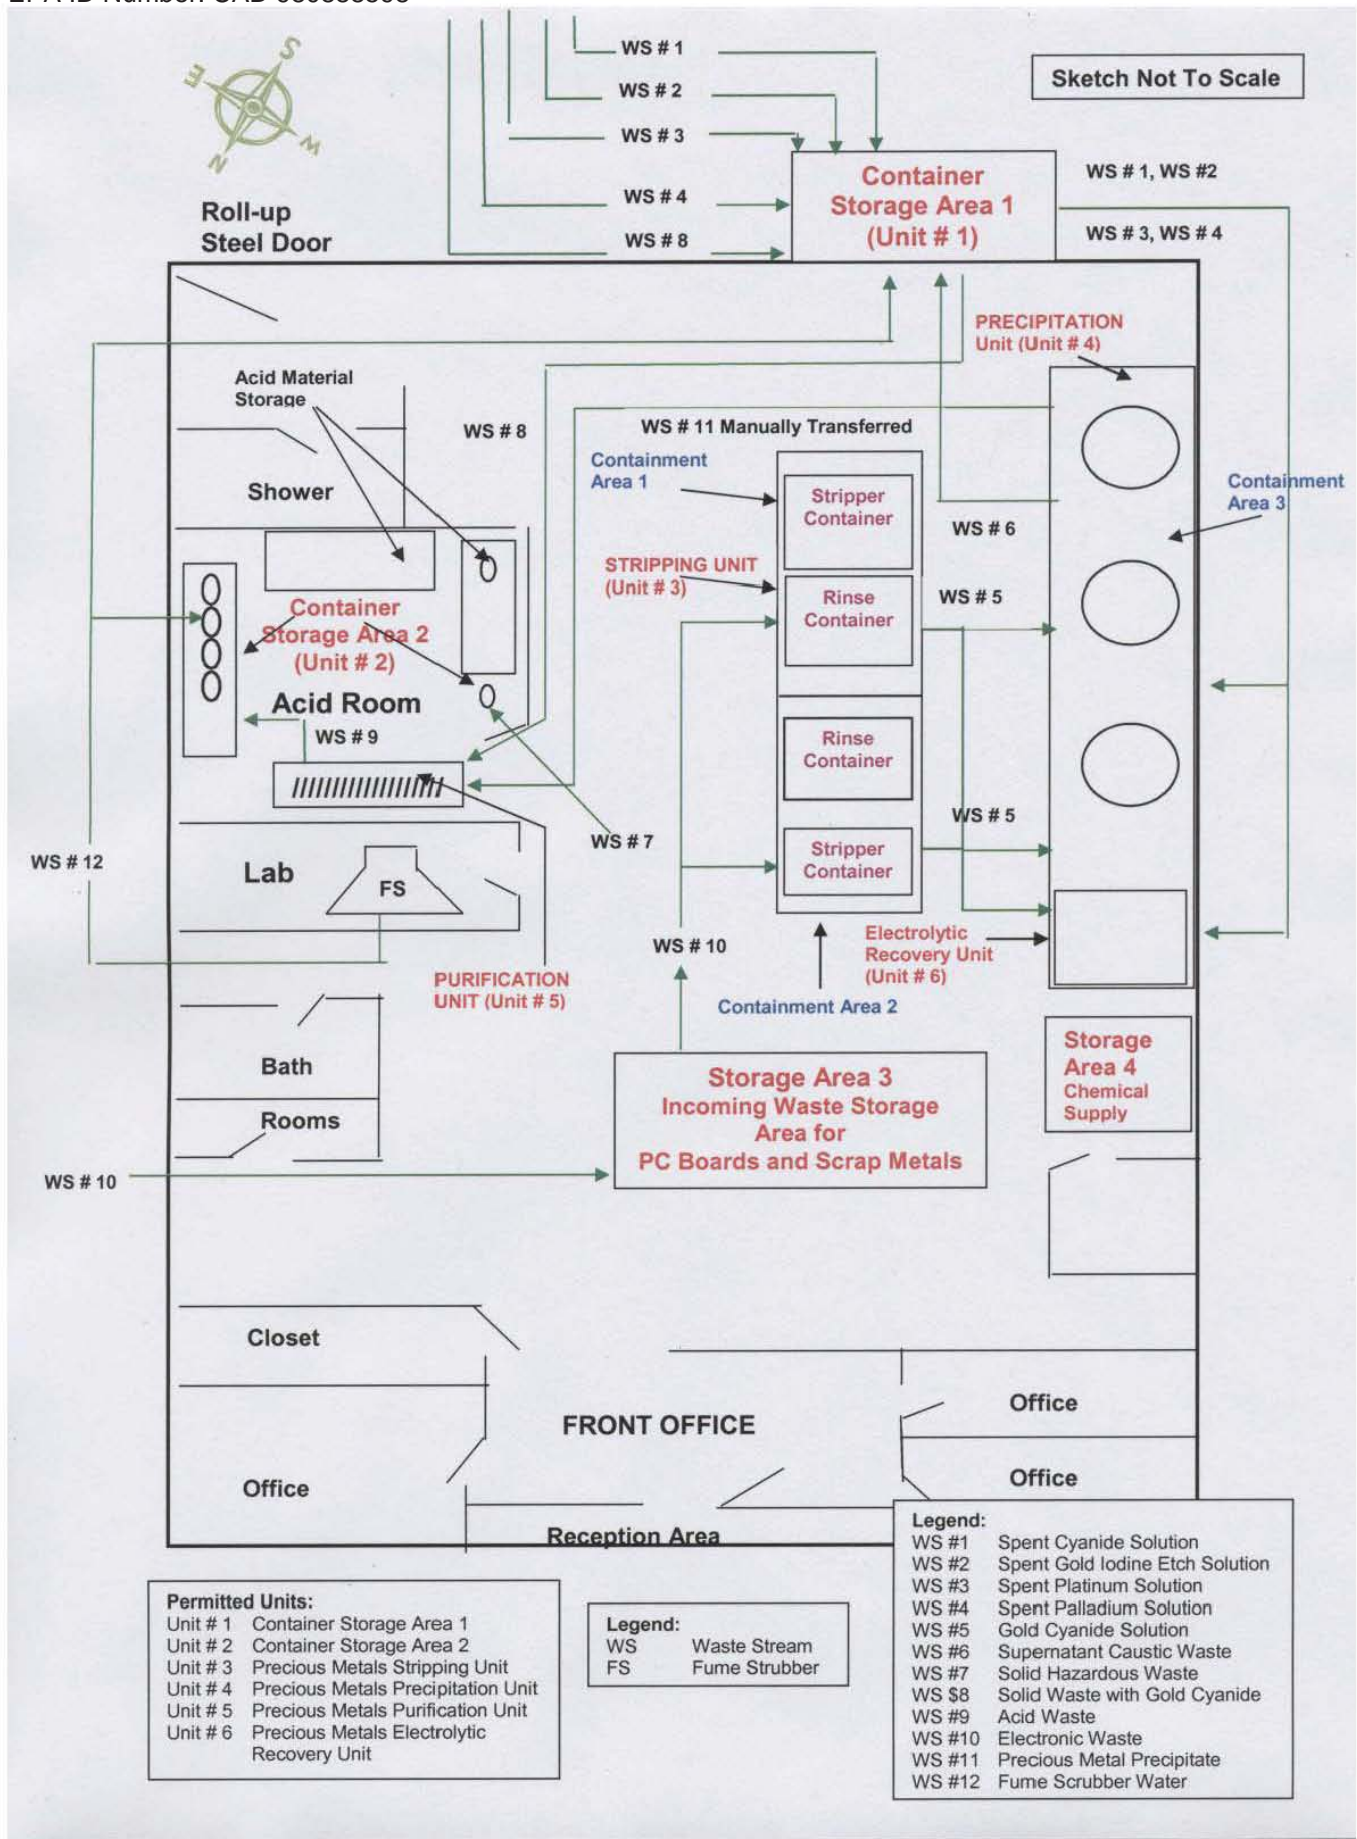 WS # 1
WS # 2
WS # 3
WS # 4
WS # 8
Sketch Not To Scale
S
E
W
N
Roll-up
Steel Door
Container
Storage Area 1
(Unit # 1)
WS # 1, WS #2
WS # 3, WS # 4
PRECIPITATION
Unit (Unit # 4)
Acid Material
Storage
WS # 8
WS # 11 Manually Transferred
Containment
Area 1
Stripper
Container
Containment
Area 3
Shower
WS # 6
STRIPPING UNIT
(Unit # 3)
Rinse
Container
WS # 5
Container
Storage Area 2
(Unit # 2)
Acid Room
WS # 9
Rinse
Container
WS # 7
WS # 5
Stripper
Container
WS # 12
Lab
FS
WS # 10
Electrolytic
Recovery Unit
(Unit # 6)
PURIFICATION
UNIT (Unit # 5)
Containment Area 2
Bath
Rooms
Storage Area 3
Incoming Waste Storage
Area for
PC Boards and Scrap Metals
Storage
Area 4
Chemical
Supply
WS # 10
Closet
FRONT OFFICE
Office
Office
Office
Reception Area
Permitted Units:
Unit # 1 Container Storage Area 1
Unit # 2 Container Storage Area 2
Unit # 3 Precious Metals Stripping Unit
Unit # 4 Precious Metals Precipitation Unit
Unit # 5 Precious Metals Purification Unit
Unit # 6 Precious Metals Electrolytic
Recovery Unit
Legend:
WS Waste Stream
FS Fume Strubber
Legend:
WS #1 Spent Cyanide Solution
WS #2 Spent Gold Iodine Etch Solution
WS #3 Spent Platinum Solution
WS #4 Spent Palladium Solution
WS #5 Gold Cyanide Solution
WS #6 Supernatant Caustic Waste
WS #7 Solid Hazardous Waste
WS $8 Solid Waste with Gold Cyanide
WS #9 Acid Waste
WS #10 Electronic Waste
WS #11 Precious Metal Precipitate
WS #12 Fume Scrubber Water